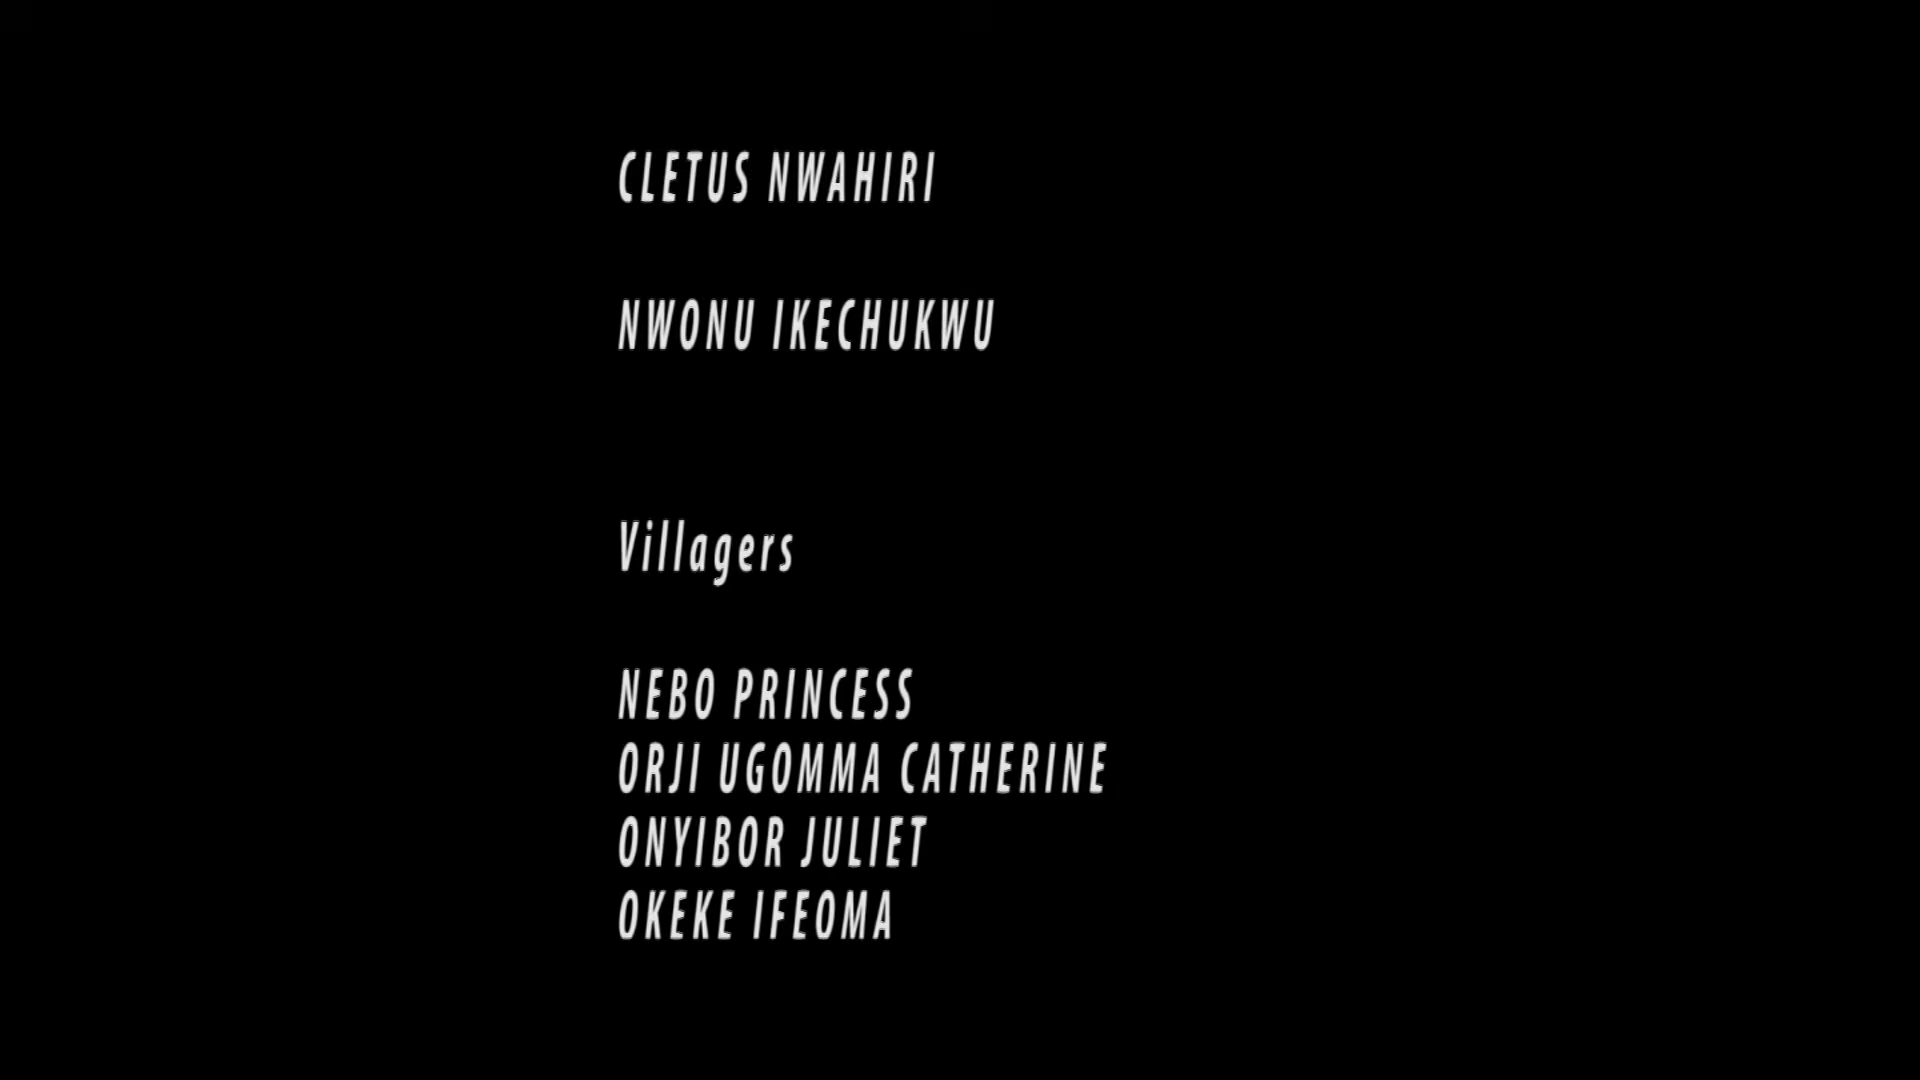 CLETUS NWAHIRI
NWONU IKECHUKWU
Villagers
NEBO PRINCESS
ORJI UGOMMA CATHERINE
ONYIBOR JULIET
OKEKE IFEOMA